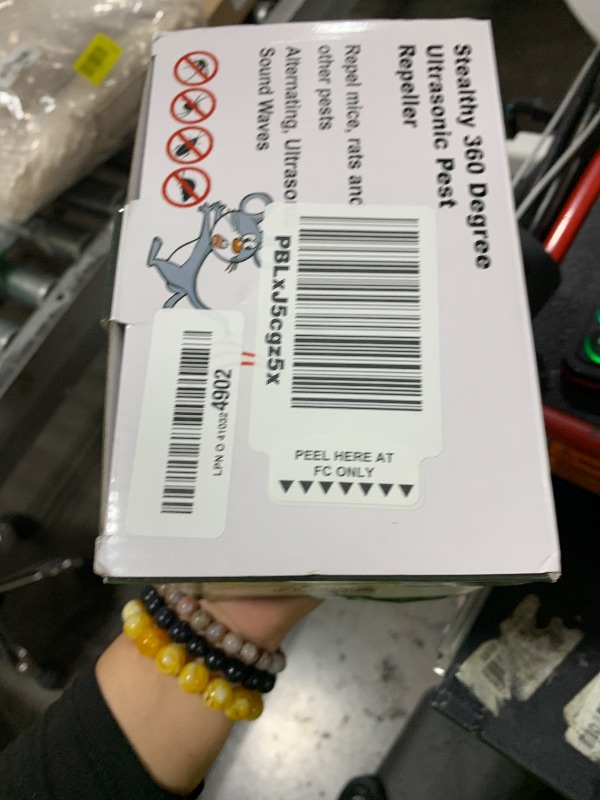 Stealthy 360 Degree
Ultrasonic Pest
Repeller
Repel mice, rats and
other pests
Alternating, Ultraso
Sound Waves
PBLxJ5cgz5x
PEEL HERE AT
FC ONLY
4902